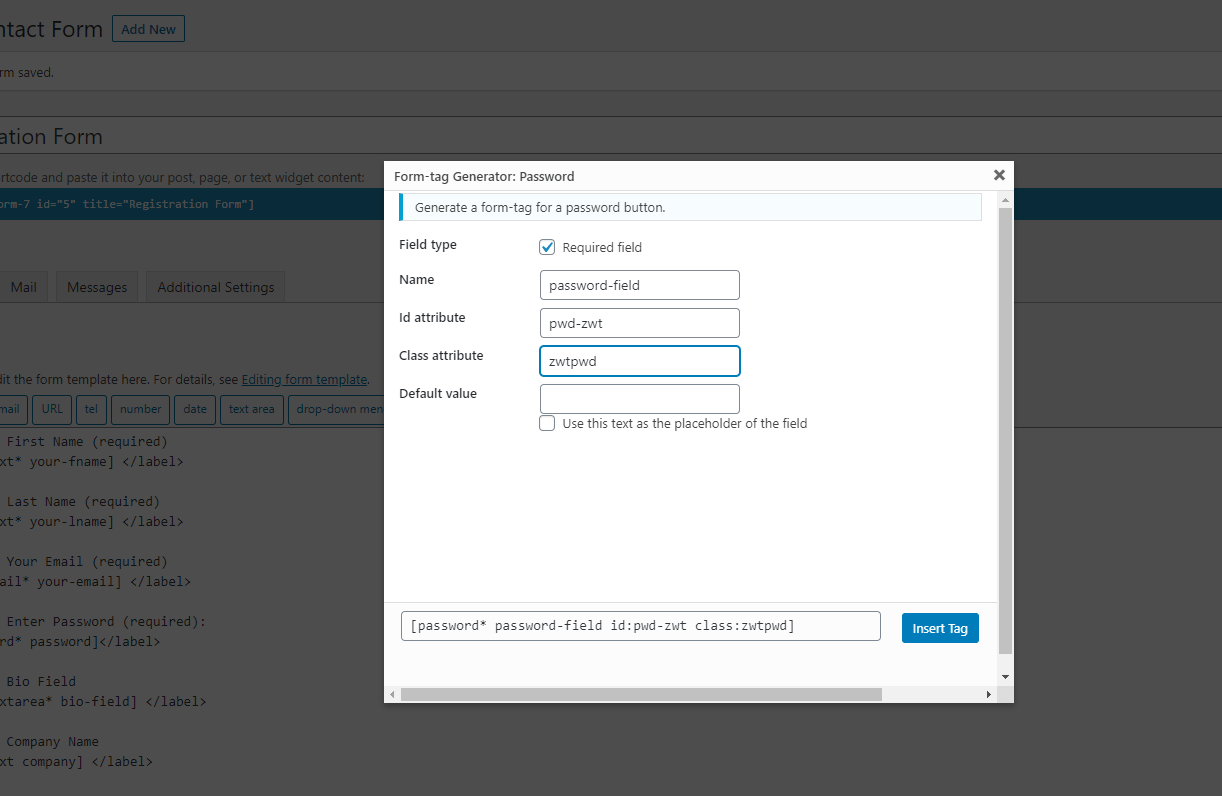 ntact Form Add New
rm saved.
ation Form
rtcode and paste it into your post, page, or text widget content:
orm-7 id="5" title="Registration Form"]
Mail Messages Additional Settings
dit the form template here. For details, see Editing form template.
mail URL tel number date text area drop-down men
First Name (required)
xt* your-fname] </label>
Last Name (required)
xt* your-lname] </label>
Your Email (required)
ail* your-email] </label>
Enter Password (required):
rd* password]</label>
Bio Field
xtarea* bio-field] </label>
Company Name
xt company] </label>
Form-tag Generator: Password
Generate a form-tag for a password button.
Field type Required field
Name password-field
Id attribute pwd-zwt
Class attribute zwtpwd
Default value
Use this text as the placeholder of the field
[password* password-field id:pwd-zwt class:zwtpwd] Insert Tag